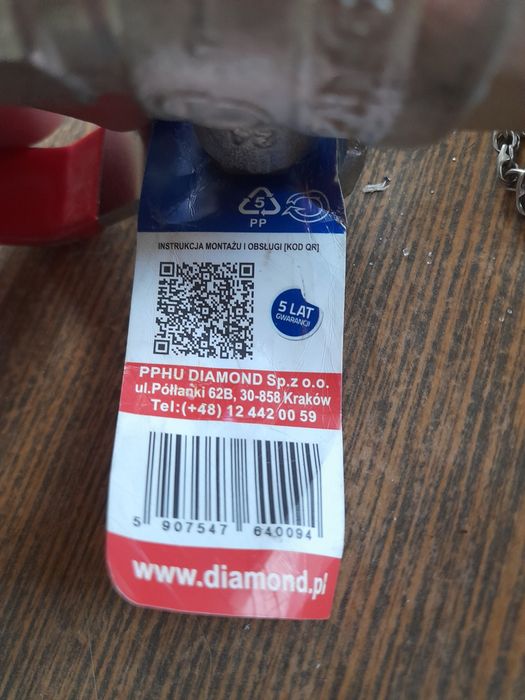 5
PP
INSTRUKCJA MONTAŻU I OBSŁUGI [KOD QR]
5 LAT
GWARANCJI
PPHU DIAMOND Sp.z o.o.
ul.Półłanki 62B, 30-858 Kraków
Tel:(+48) 12 442 00 59
5 907547 640094
www.diamond.pl